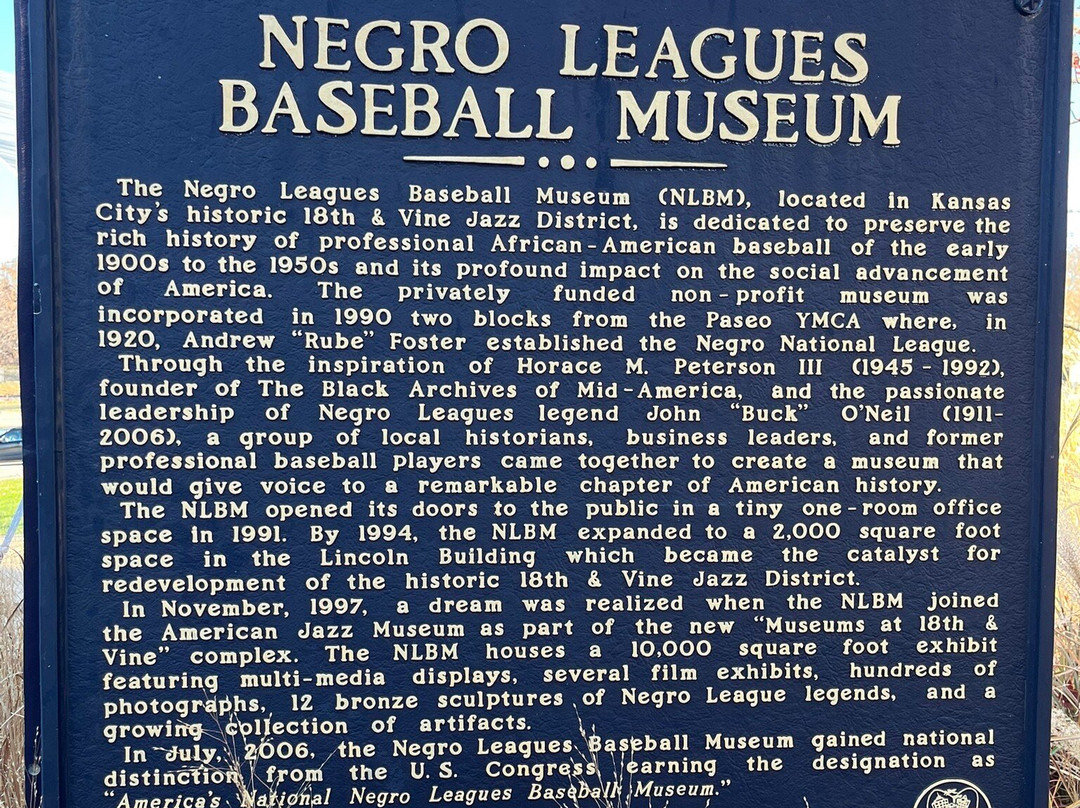 NEGRO LEAGUES
BASEBALL MUSEUM
The Negro Leagues Baseball Museum (NLBM), located in Kansas
City's historic 18th & Vine Jazz District, is dedicated to preserve the
rich history of professional African-American baseball of the early
1900s to the 1950s and its profound impact on the social advancement
of America. The privately funded non-profit museum was
incorporated in 1990 two blocks from the Paseo YMCA where, in
1920, Andrew "Rube" Foster established the Negro National League.
Through the inspiration of Horace M. Peterson III (1945 - 1992),
founder of The Black Archives of Mid-America, and the passionate
leadership of Negro Leagues legend John "Buck" O'Neil (1911-
2006), a group of local historians, business leaders, and former
professional baseball players came together to create a museum that
would give voice to a remarkable chapter of American history.
The NLBM opened its doors to the public in a tiny one-room office
space in 1991. By 1994, the NLBM expanded to a 2,000 square foot
space in the Lincoln Building which became the catalyst for
redevelopment of the historic 18th & Vine Jazz District.
In November, 1997, a dream was realized when the NLBM joined
the American Jazz Museum as part of the new "Museums at 18th &
Vine" complex. The NLBM houses a 10,000 square foot exhibit
featuring multi-media displays, several film exhibits, hundreds of
photographs, 12 bronze sculptures of Negro League legends, and a
growing collection of artifacts.
In July, 2006, the Negro Leagues Baseball Museum gained national
distinction from the U.S. Congress earning the designation as
"America's National Negro Leagues Baseball Museum."